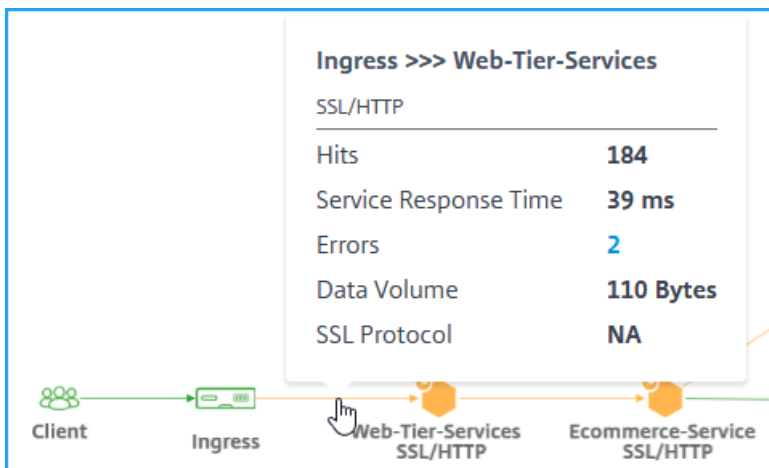 Ingress >>> Web-Tier-Services
SSL/HTTP
Hits 184
Service Response Time 39 ms
Errors 2
Data Volume 110 Bytes
SSL Protocol NA
Client
Ingress
Web-Tier-Services
SSL/HTTP
Ecommerce-Service
SSL/HTTP